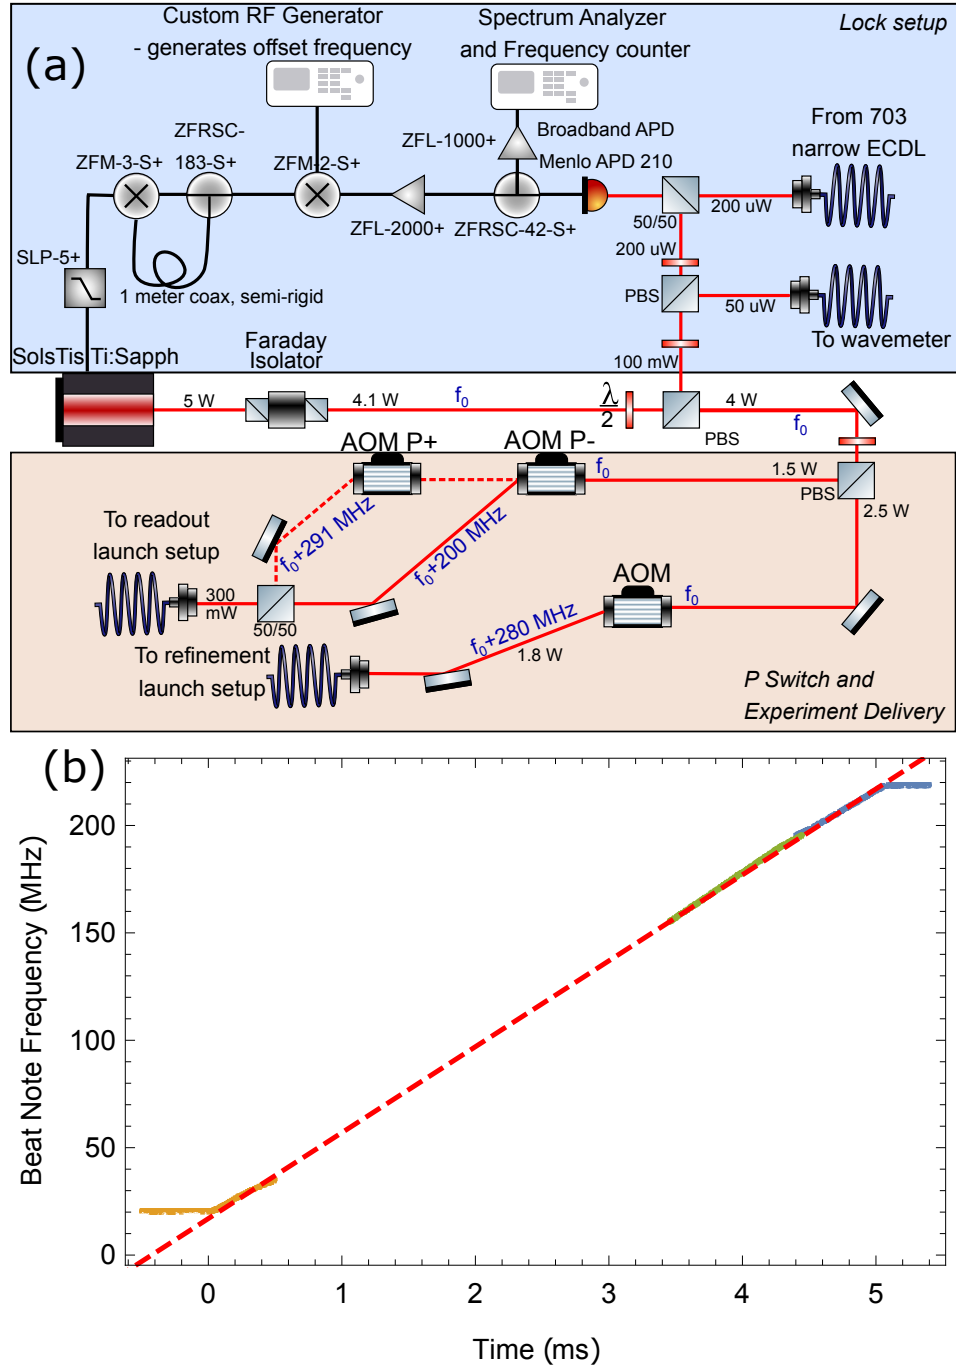 (a)
Custom RF Generator
- generates offset frequency
Spectrum Analyzer
and Frequency counter
Lock setup
ZFRSC-
183-S+
ZFM-3-S+
ZFM-2-S+
ZFL-1000+
Broadband APD
Menlo APD 210
From 703
narrow ECDL
ZFL-2000+
ZFRSC-42-S+
50/50
200 uW
200 uW
SLP-5+
1 meter coax, semi-rigid
PBS
50 uW
To wavemeter
SolsTis Ti:Sapph
Faraday
Isolator
100 mW
5 W
4.1 W
f0
λ/2
PBS
4 W
f0
AOM P+
AOM P-
f0
1.5 W
PBS
2.5 W
To readout
launch setup
f0+291 MHz
f0+200 MHz
300
mW
50/50
AOM
f0
f0+280 MHz
1.8 W
To refinement
launch setup
P Switch and
Experiment Delivery
(b)
Beat Note Frequency (MHz)
200
150
100
50
0
0 1 2 3 4 5
Time (ms)